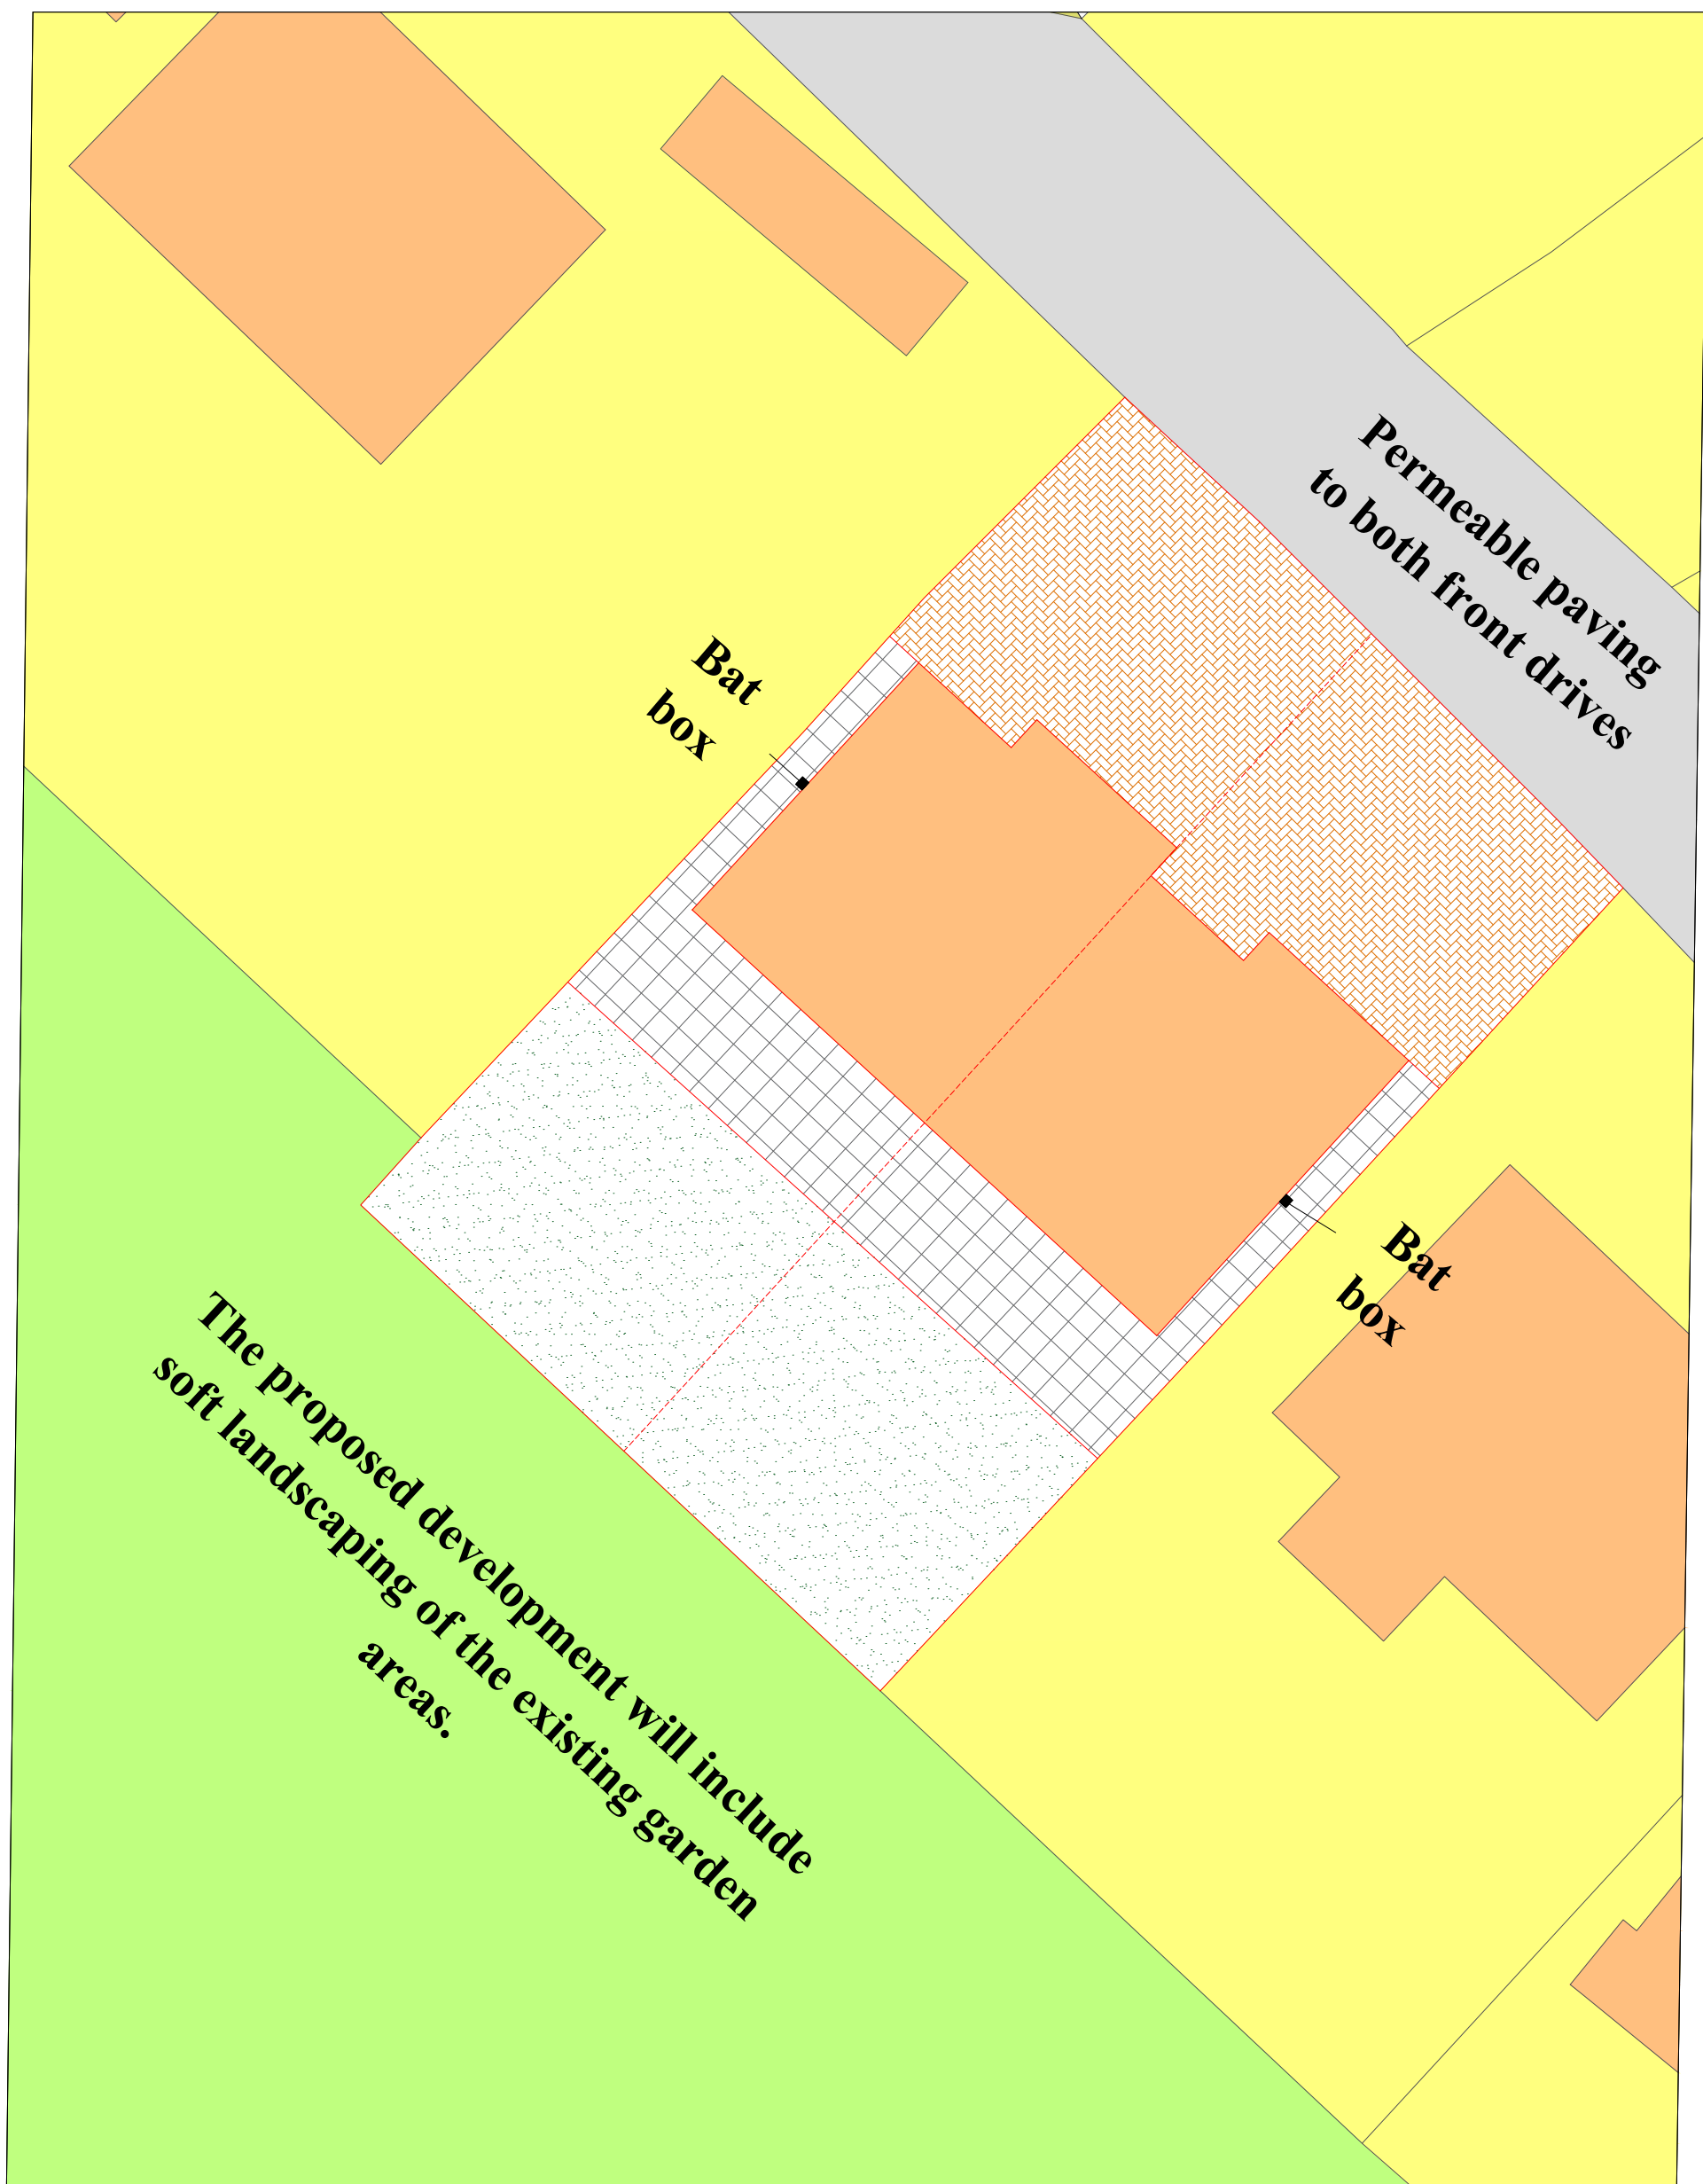 Permeable paving
to both front drives
Bat
box
Bat
box
The proposed development will include
soft landscaping of the existing garden
areas.